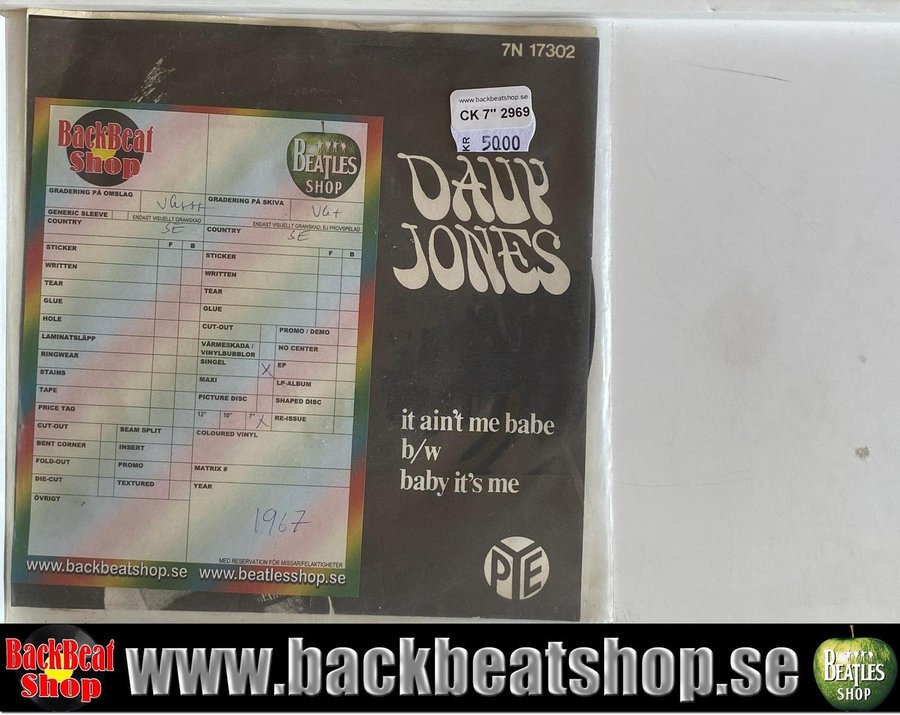 7N 17302
www.backbeatshop.se
CK 7" 2969
KR 5000
DAVY
JONES
it ain't me babe
b/w
baby it's me
PYE
BackBeat
Shop
BEATLES
SHOP
GRADERING PÅ OMSLAG
GRADERING PÅ SKIVA
VG+
GENERIC SLEEVE
ENDAST VISUELLT GRANSKAD
ENDAST VISUELLT GRANSKAD, EJ PROVSPELAD
COUNTRY SE
COUNTRY SE
F B
F B
STICKER
WRITTEN
TEAR
GLUE
HOLE
LAMINATSLÄPP
RINGWEAR
STAINS
TAPE
PRICE TAG
CUT-OUT SEAM SPLIT
BENT CORNER INSERT
FOLD-OUT PROMO
DIE-CUT TEXTURED
ÖVRIGT
STICKER
WRITTEN
TEAR
GLUE
CUT-OUT PROMO / DEMO
VÄRMESKADA /
VINYLBUBBLOR NO CENTER
SINGEL X EP
MAXI LP-ALBUM
PICTURE DISC SHAPED DISC
12" 10" 7" X RE-ISSUE
COLOURED VINYL
MATRIX #
YEAR
1967
MED RESERVATION FÖR MISSAR/FELAKTIGHETER
www.backbeatshop.se www.beatlesshop.se
BackBeat
Shop
www.backbeatshop.se
BEATLES
SHOP